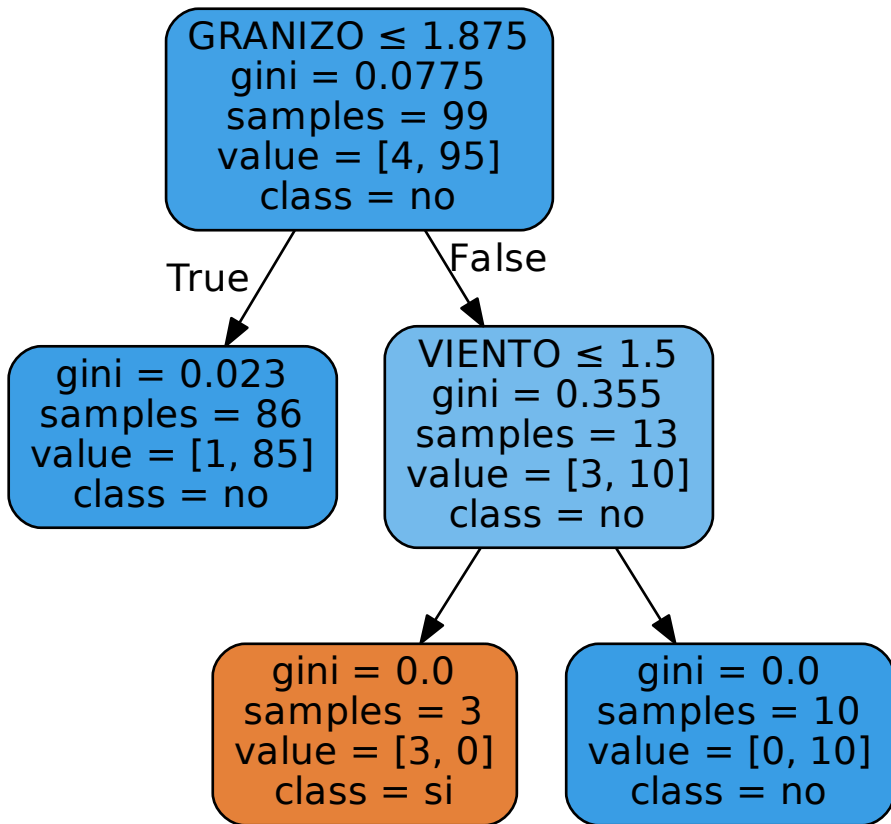 GRANIZO ≤ 1.875
gini = 0.0775
samples = 99
value = [4, 95]
class = no
True
False
gini = 0.023
samples = 86
value = [1, 85]
class = no
VIENTO ≤ 1.5
gini = 0.355
samples = 13
value = [3, 10]
class = no
gini = 0.0
samples = 3
value = [3, 0]
class = si
gini = 0.0
samples = 10
value = [0, 10]
class = no